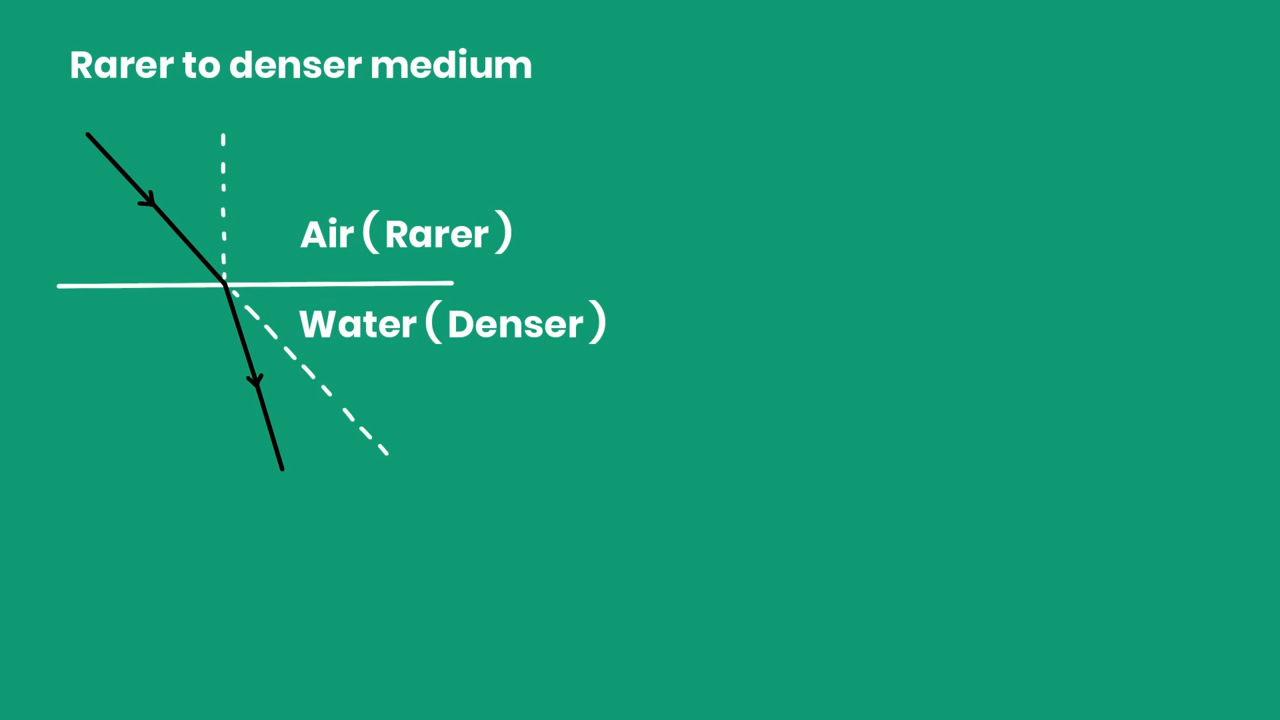 Rarer to denser medium
Air ( Rarer )
Water ( Denser )